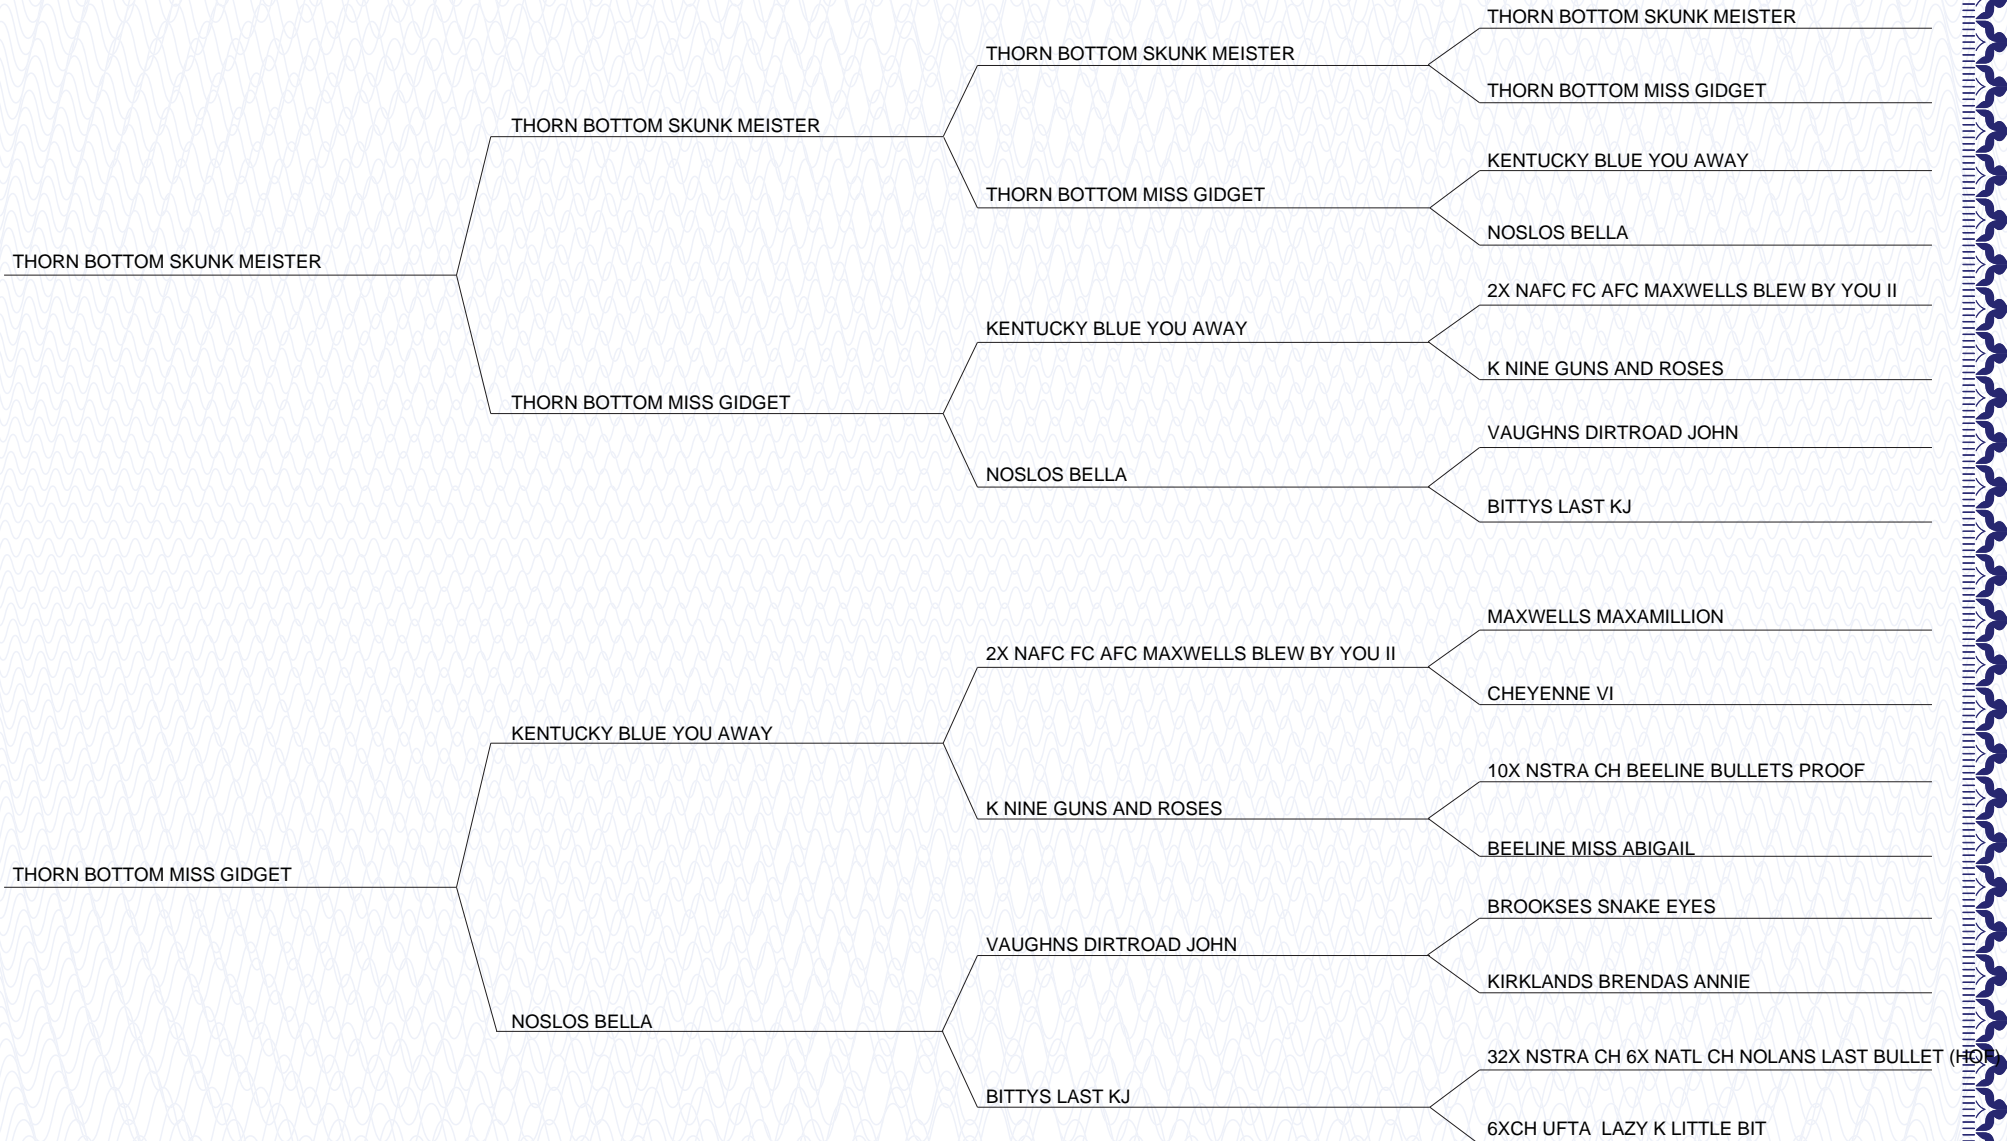 THORN BOTTOM SKUNK MEISTER
THORN BOTTOM SKUNK MEISTER
THORN BOTTOM MISS GIDGET
THORN BOTTOM SKUNK MEISTER
KENTUCKY BLUE YOU AWAY
THORN BOTTOM MISS GIDGET
NOSLOS BELLA
THORN BOTTOM SKUNK MEISTER
2X NAFC FC AFC MAXWELLS BLEW BY YOU II
KENTUCKY BLUE YOU AWAY
K NINE GUNS AND ROSES
THORN BOTTOM MISS GIDGET
VAUGHNS DIRTROAD JOHN
NOSLOS BELLA
BITTYS LAST KJ
MAXWELLS MAXAMILLION
2X NAFC FC AFC MAXWELLS BLEW BY YOU II
CHEYENNE VI
KENTUCKY BLUE YOU AWAY
10X NSTRA CH BEELINE BULLETS PROOF
K NINE GUNS AND ROSES
BEELINE MISS ABIGAIL
THORN BOTTOM MISS GIDGET
BROOKSES SNAKE EYES
VAUGHNS DIRTROAD JOHN
KIRKLANDS BRENDAS ANNIE
NOSLOS BELLA
32X NSTRA CH 6X NATL CH NOLANS LAST BULLET (HOF)
BITTYS LAST KJ
6XCH UFTA  LAZY K LITTLE BIT